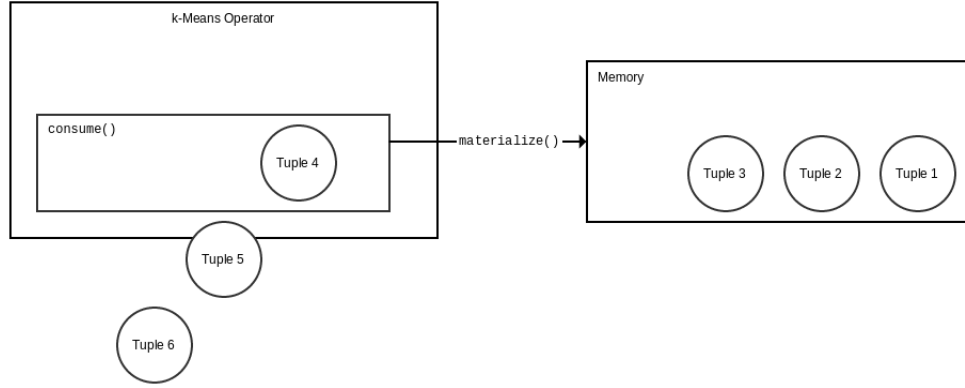 k-Means Operator
Memory
consume()
materialize()
Tuple 4
Tuple 3
Tuple 2
Tuple 1
Tuple 5
Tuple 6